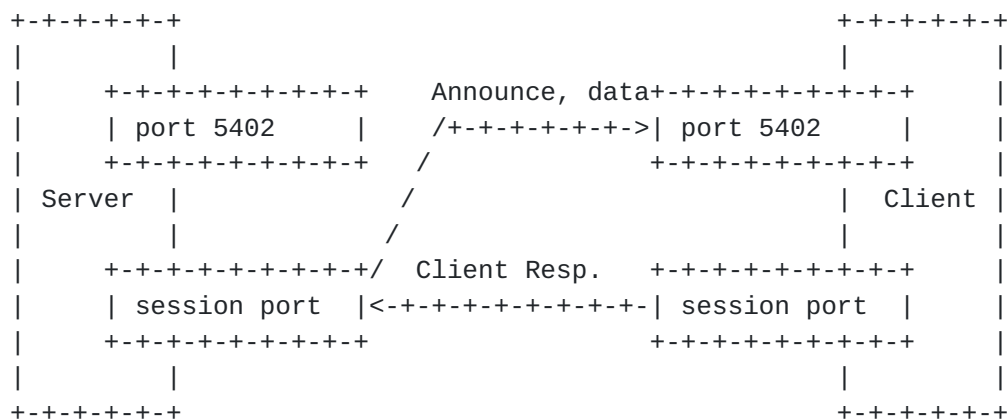 +-+-+-+-+-+                                          +-+-+-+-+-+
|         |                                          |         |
|     +-+-+-+-+-+-+-+-+    Announce, data+-+-+-+-+-+-+-+-+     |
|     | port 5402     |    /+-+-+-+-+-+->| port 5402     |     |
|     +-+-+-+-+-+-+-+-+   /              +-+-+-+-+-+-+-+-+     |
| Server  |              /                           |  Client |
|         |             /                            |         |
|     +-+-+-+-+-+-+-+-+/  Client Resp.   +-+-+-+-+-+-+-+-+     |
|     | session port  |<-+-+-+-+-+-+-+-+-| session port  |     |
|     +-+-+-+-+-+-+-+-+                  +-+-+-+-+-+-+-+-+     |
|         |                                          |         |
+-+-+-+-+-+                                          +-+-+-+-+-+